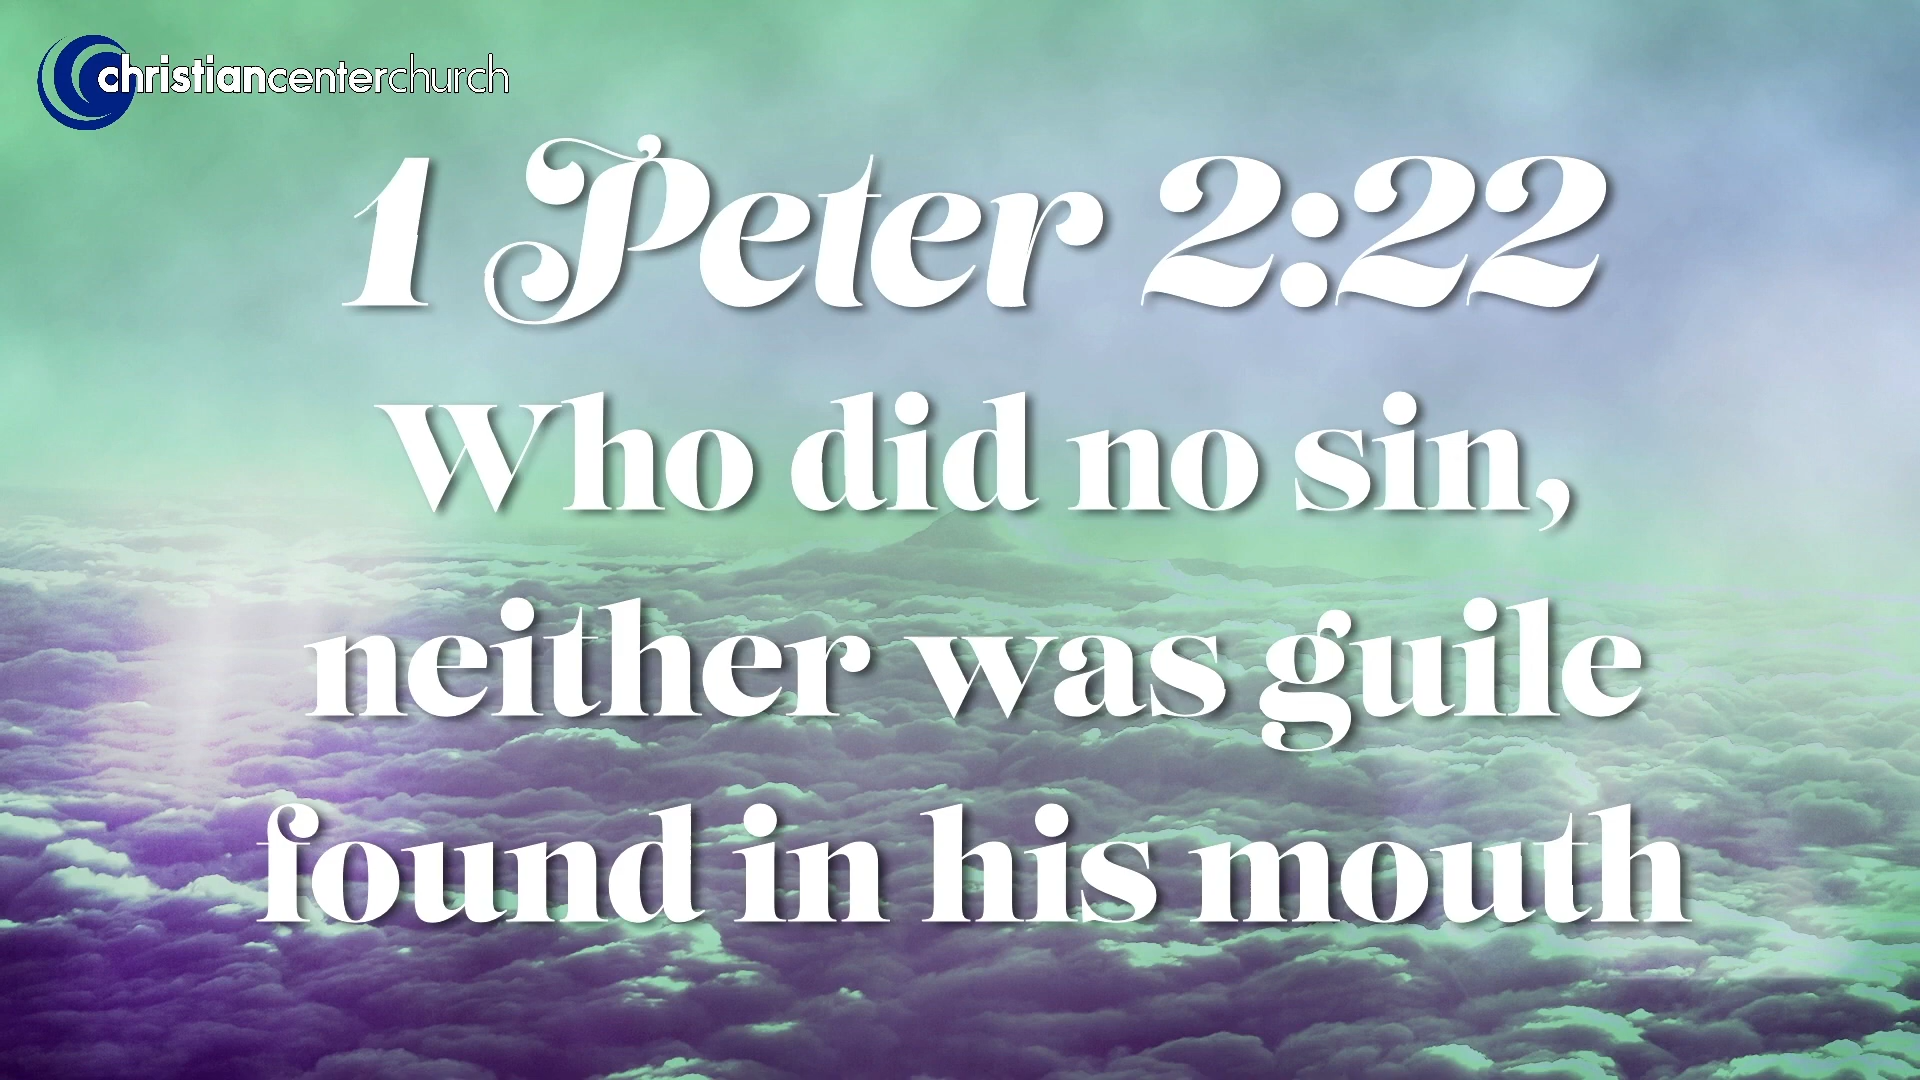 christiancenterchurch
1 Peter 2:22
Who did no sin,
neither was guile
found in his mouth